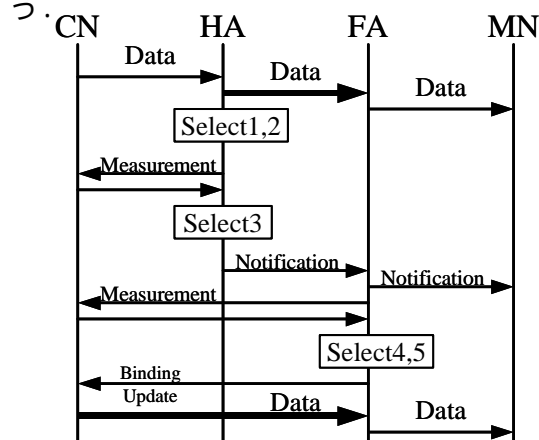 つ．
CN HA FA MN
Data
Data
Data
Select1,2
Measurement
Select3
Notification
Notification
Measurement
Select4,5
Binding
Update
Data
Data